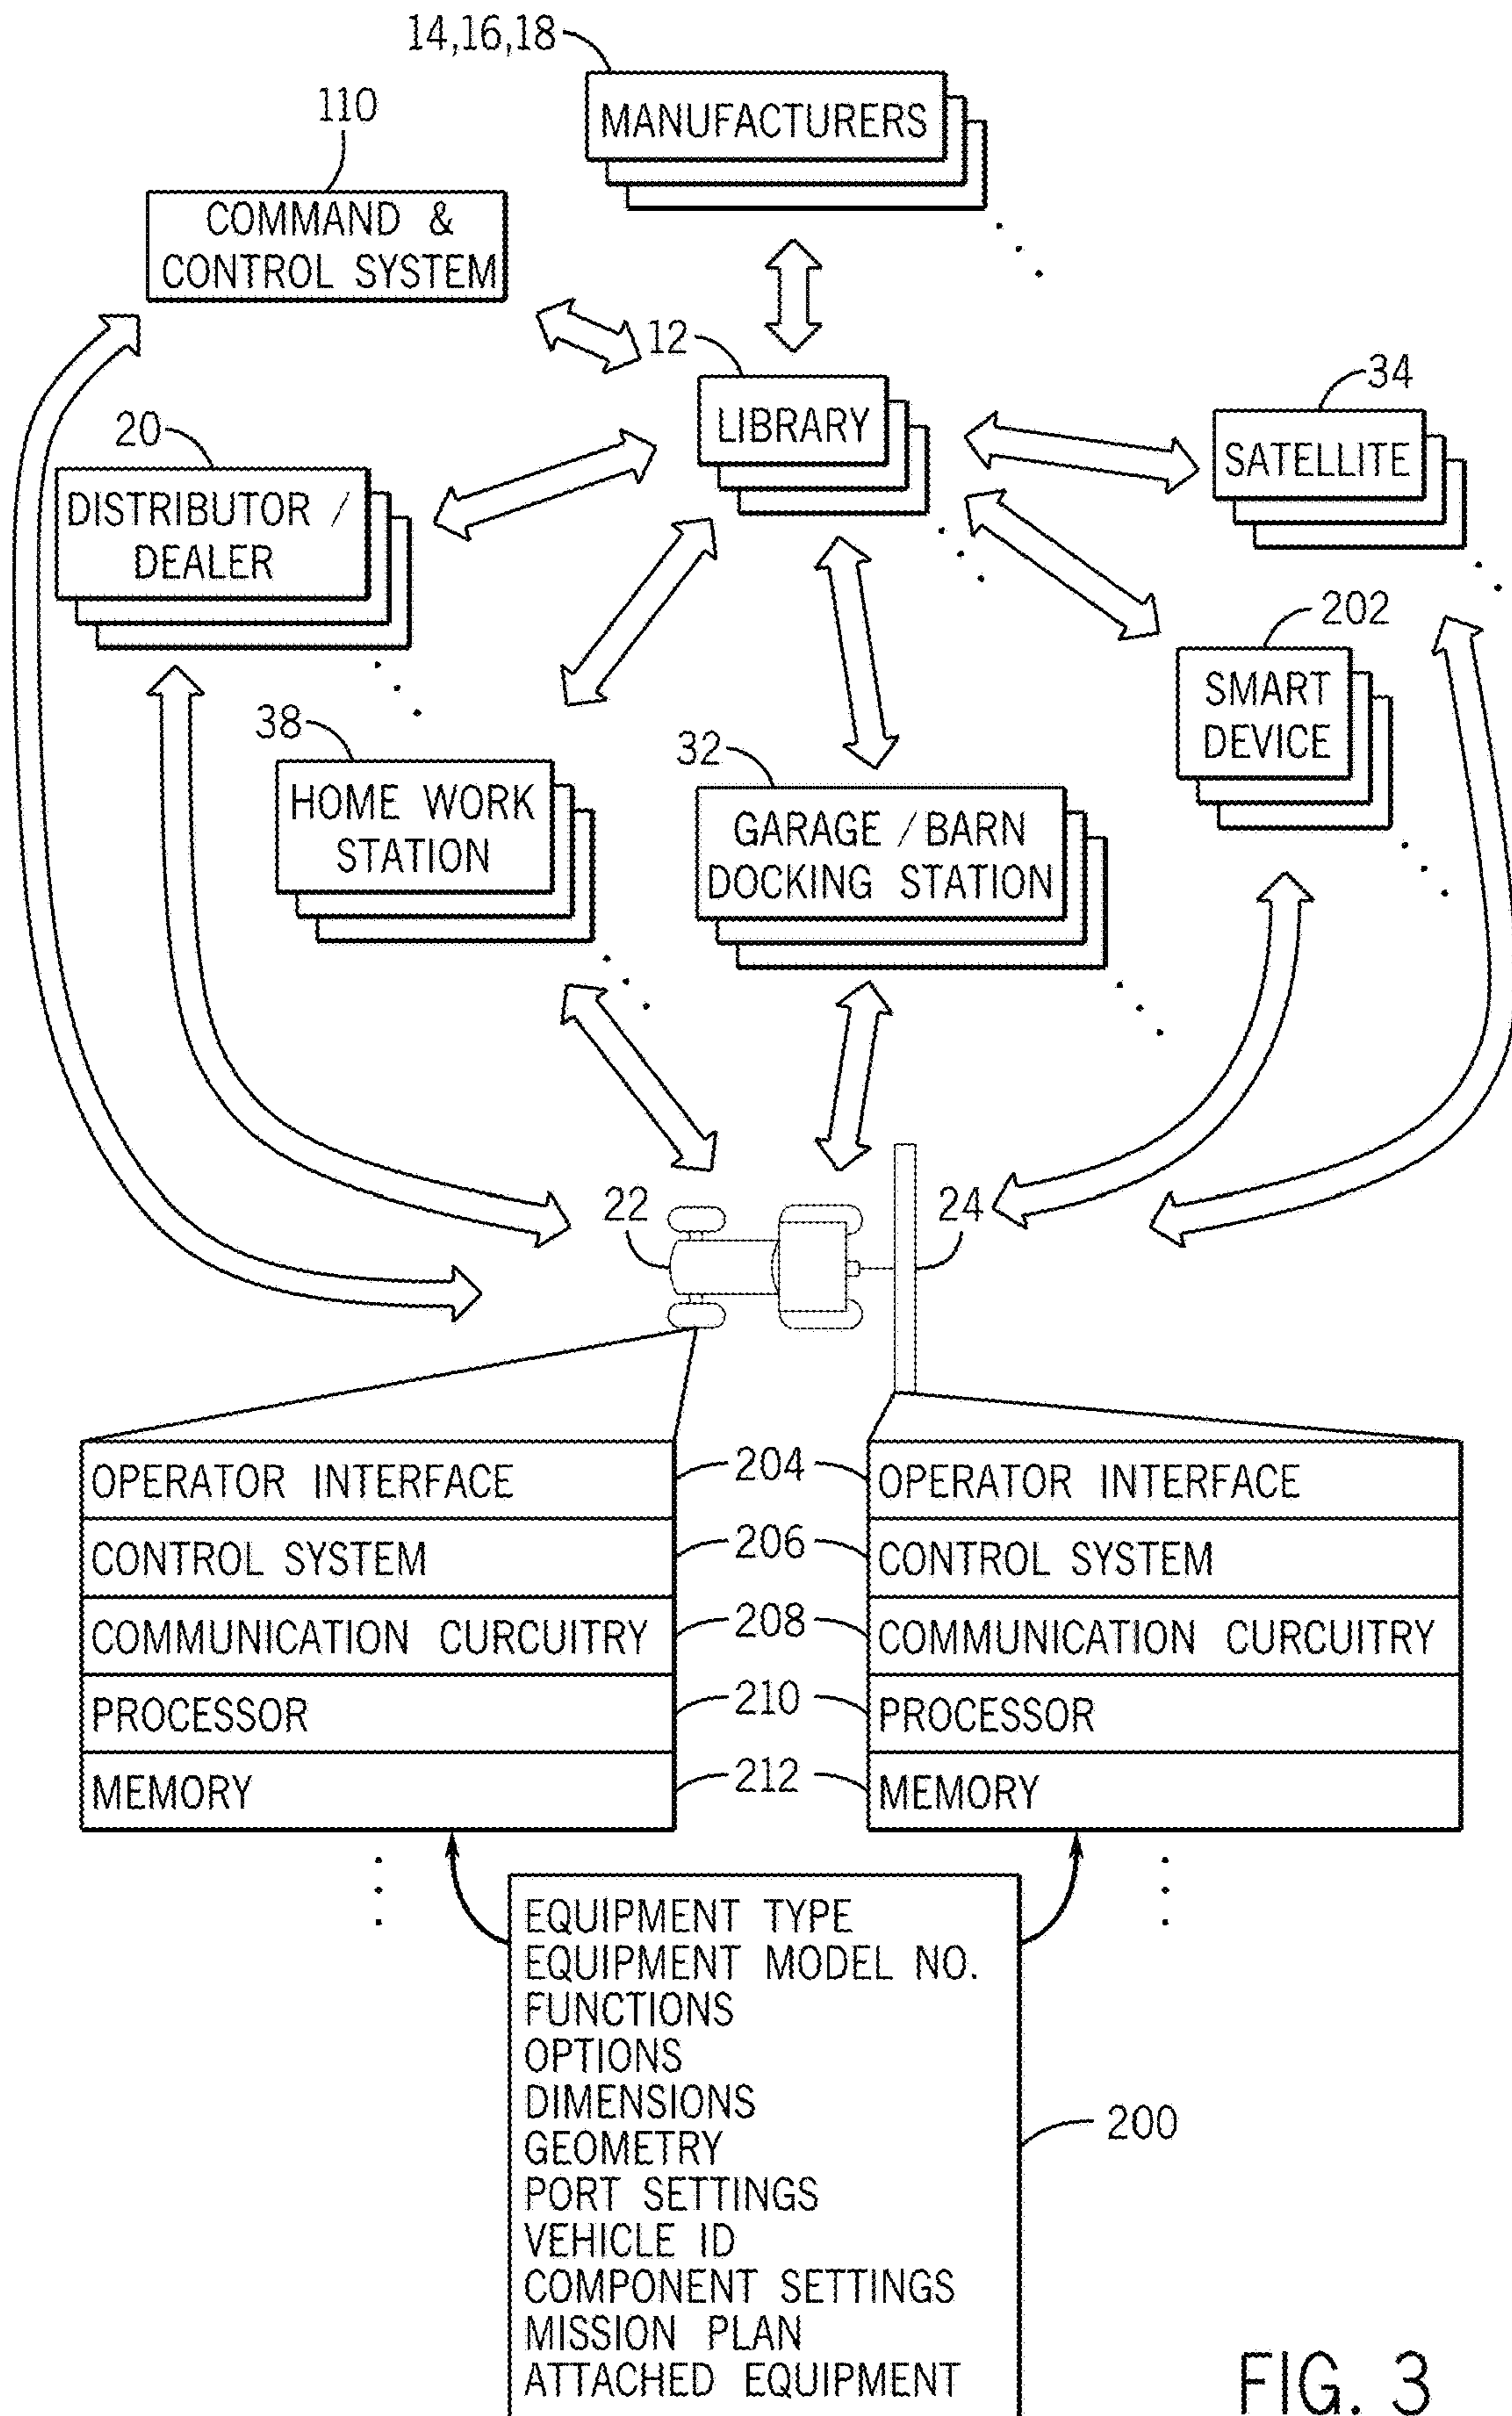 14,16,18
MANUFACTURERS
110
COMMAND &
CONTROL SYSTEM
12
LIBRARY
34
SATELLITE
20
DISTRIBUTOR /
DEALER
202
SMART
DEVICE
38
HOME WORK
STATION
32
GARAGE / BARN
DOCKING STATION
22
24
OPERATOR INTERFACE
204
OPERATOR INTERFACE
CONTROL SYSTEM
206
CONTROL SYSTEM
COMMUNICATION CURCUITRY
208
COMMUNICATION CURCUITRY
PROCESSOR
210
PROCESSOR
MEMORY
212
MEMORY
EQUIPMENT TYPE
EQUIPMENT MODEL NO.
FUNCTIONS
OPTIONS
DIMENSIONS
GEOMETRY
PORT SETTINGS
VEHICLE ID
COMPONENT SETTINGS
MISSION PLAN
ATTACHED EQUIPMENT
200
FIG. 3